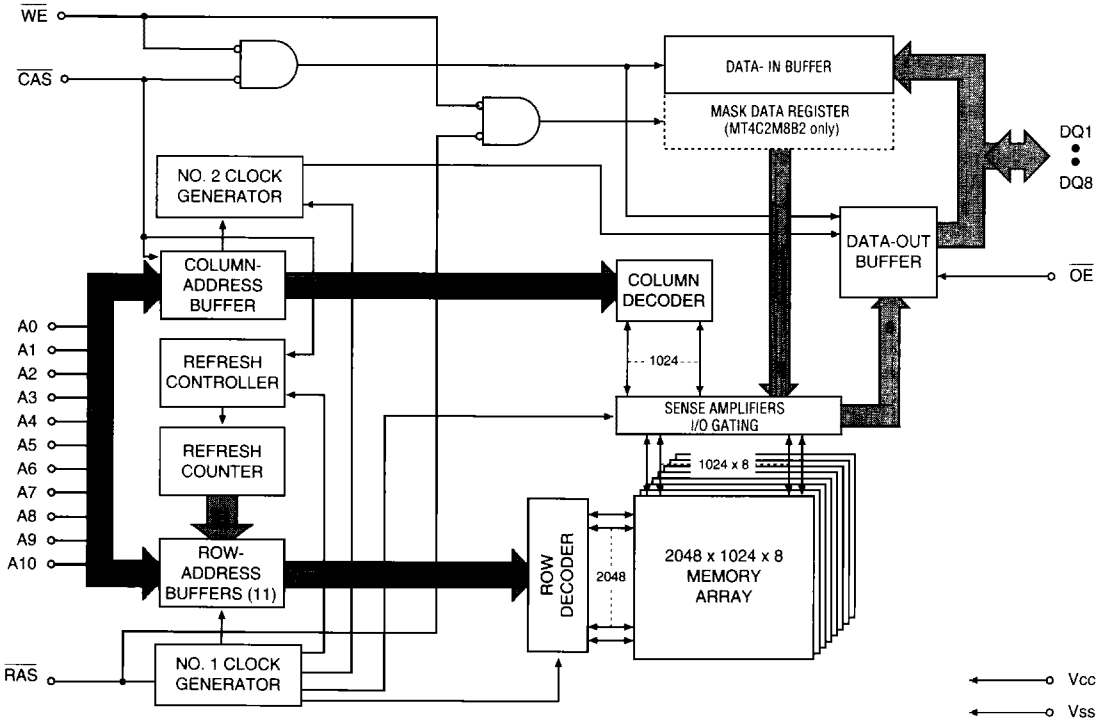 WE
CAS
DATA- IN BUFFER
MASK DATA REGISTER
(MT4C2M8B2 only)
DQ1
DQ8
NO. 2 CLOCK
GENERATOR
COLUMN-
ADDRESS
BUFFER
COLUMN
DECODER
DATA-OUT
BUFFER
OE
A0
A1
A2
A3
A4
A5
A6
A7
A8
A9
A10
REFRESH
CONTROLLER
1024
SENSE AMPLIFIERS
I/O GATING
REFRESH
COUNTER
1024 x 8
ROW-
ADDRESS
BUFFERS (11)
ROW
DECODER
2048
2048 x 1024 x 8
MEMORY
ARRAY
RAS
NO. 1 CLOCK
GENERATOR
Vcc
Vss